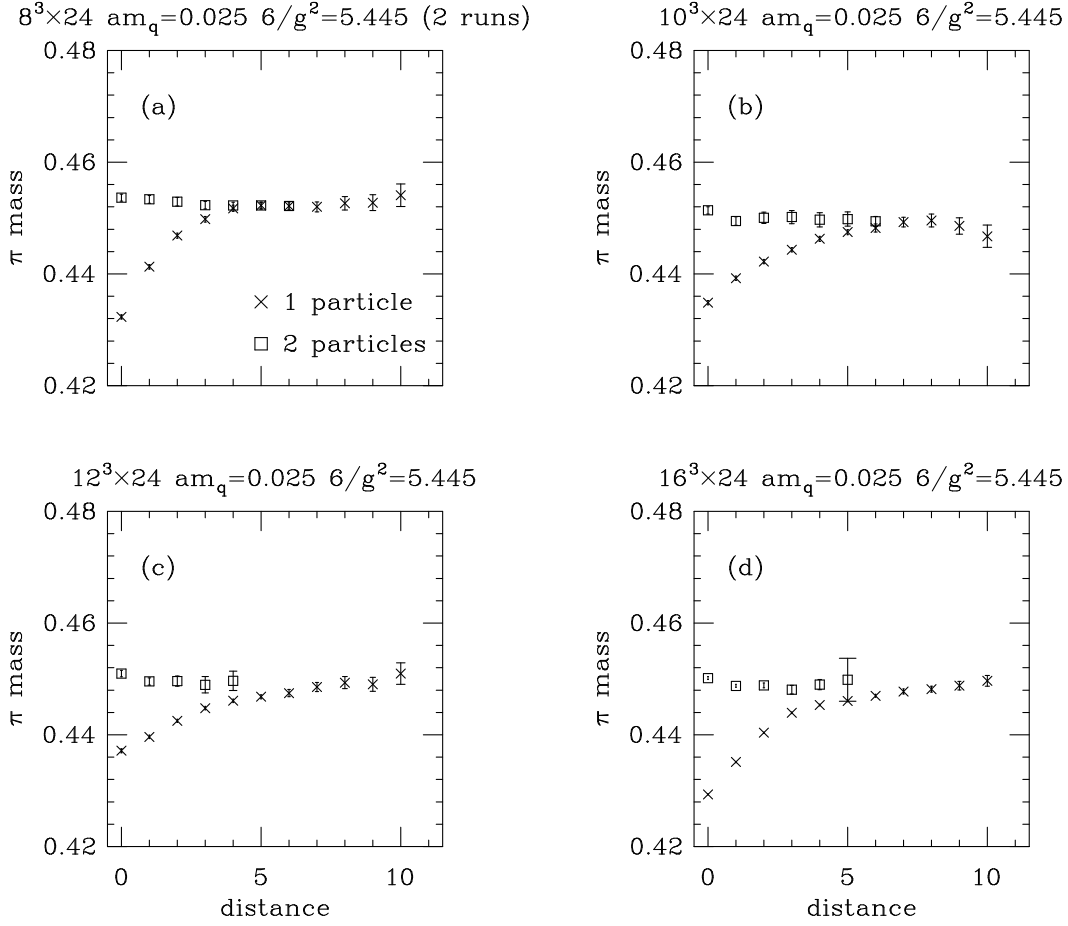 8³×24 am_q=0.025 6/g²=5.445 (2 runs)
0.48
0.46
0.44
0.42
π mass
(a)
× 1 particle
□ 2 particles
10³×24 am_q=0.025 6/g²=5.445
0.48
0.46
0.44
0.42
π mass
(b)
12³×24 am_q=0.025 6/g²=5.445
0.48
0.46
0.44
0.42
π mass
(c)
0 5 10
distance
16³×24 am_q=0.025 6/g²=5.445
0.48
0.46
0.44
0.42
π mass
(d)
0 5 10
distance